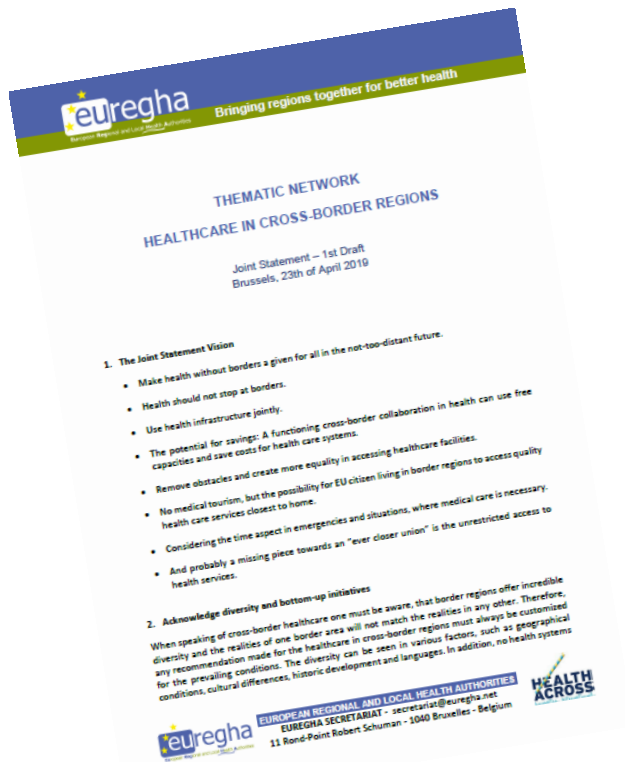 euregha
European Regional and Local Health Authorities
Bringing regions together for better health
THEMATIC NETWORK
HEALTHCARE IN CROSS-BORDER REGIONS
Joint Statement – 1st Draft
Brussels, 23th of April 2019
1. The Joint Statement Vision
• Make health without borders a given for all in the not-too-distant future.
• Health should not stop at borders.
• Use health infrastructure jointly.
• The potential for savings: A functioning cross-border collaboration in health can use free
capacities and save costs for health care systems.
• Remove obstacles and create more equality in accessing healthcare facilities.
• No medical tourism, but the possibility for EU citizen living in border regions to access quality
health care services closest to home.
• Considering the time aspect in emergencies and situations, where medical care is necessary.
• And probably a missing piece towards an "ever closer union" is the unrestricted access to
health services.
2. Acknowledge diversity and bottom-up initiatives
When speaking of cross-border healthcare one must be aware, that border regions offer incredible
diversity and the realities of one border area will not match the realities in any other. Therefore,
any recommendation made for the healthcare in cross-border regions must always be customized
for the prevailing conditions. The diversity can be seen in various factors, such as geographical
conditions, cultural differences, historic development and languages. In addition, no health systems
euregha
European Regional and Local Health Authorities
EUROPEAN REGIONAL AND LOCAL HEALTH AUTHORITIES
EUREGHA SECRETARIAT - secretariat@euregha.net
11 Rond-Point Robert Schuman - 1040 Bruxelles - Belgium
HEALTH
ACROSS